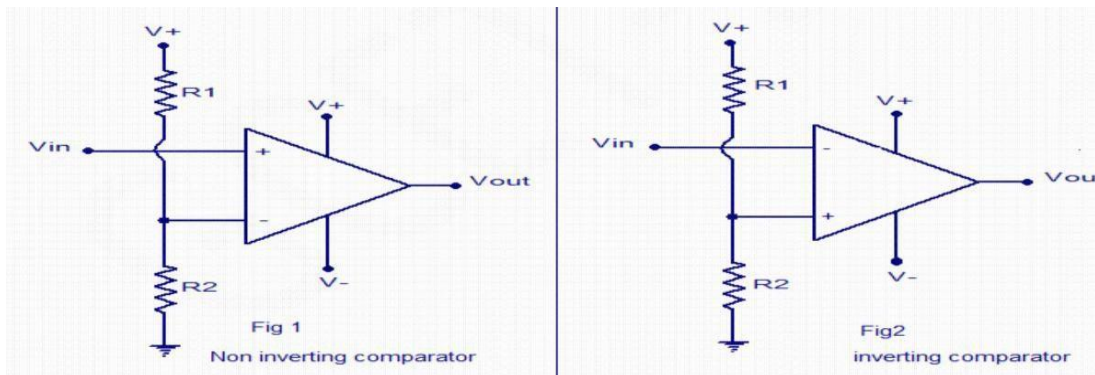 V+
R1
V+
Vin
+
Vout
-
R2
V-
Fig 1
Non inverting comparator
V+
R1
V+
Vin
-
Vou
+
R2
V-
Fig2
inverting comparator